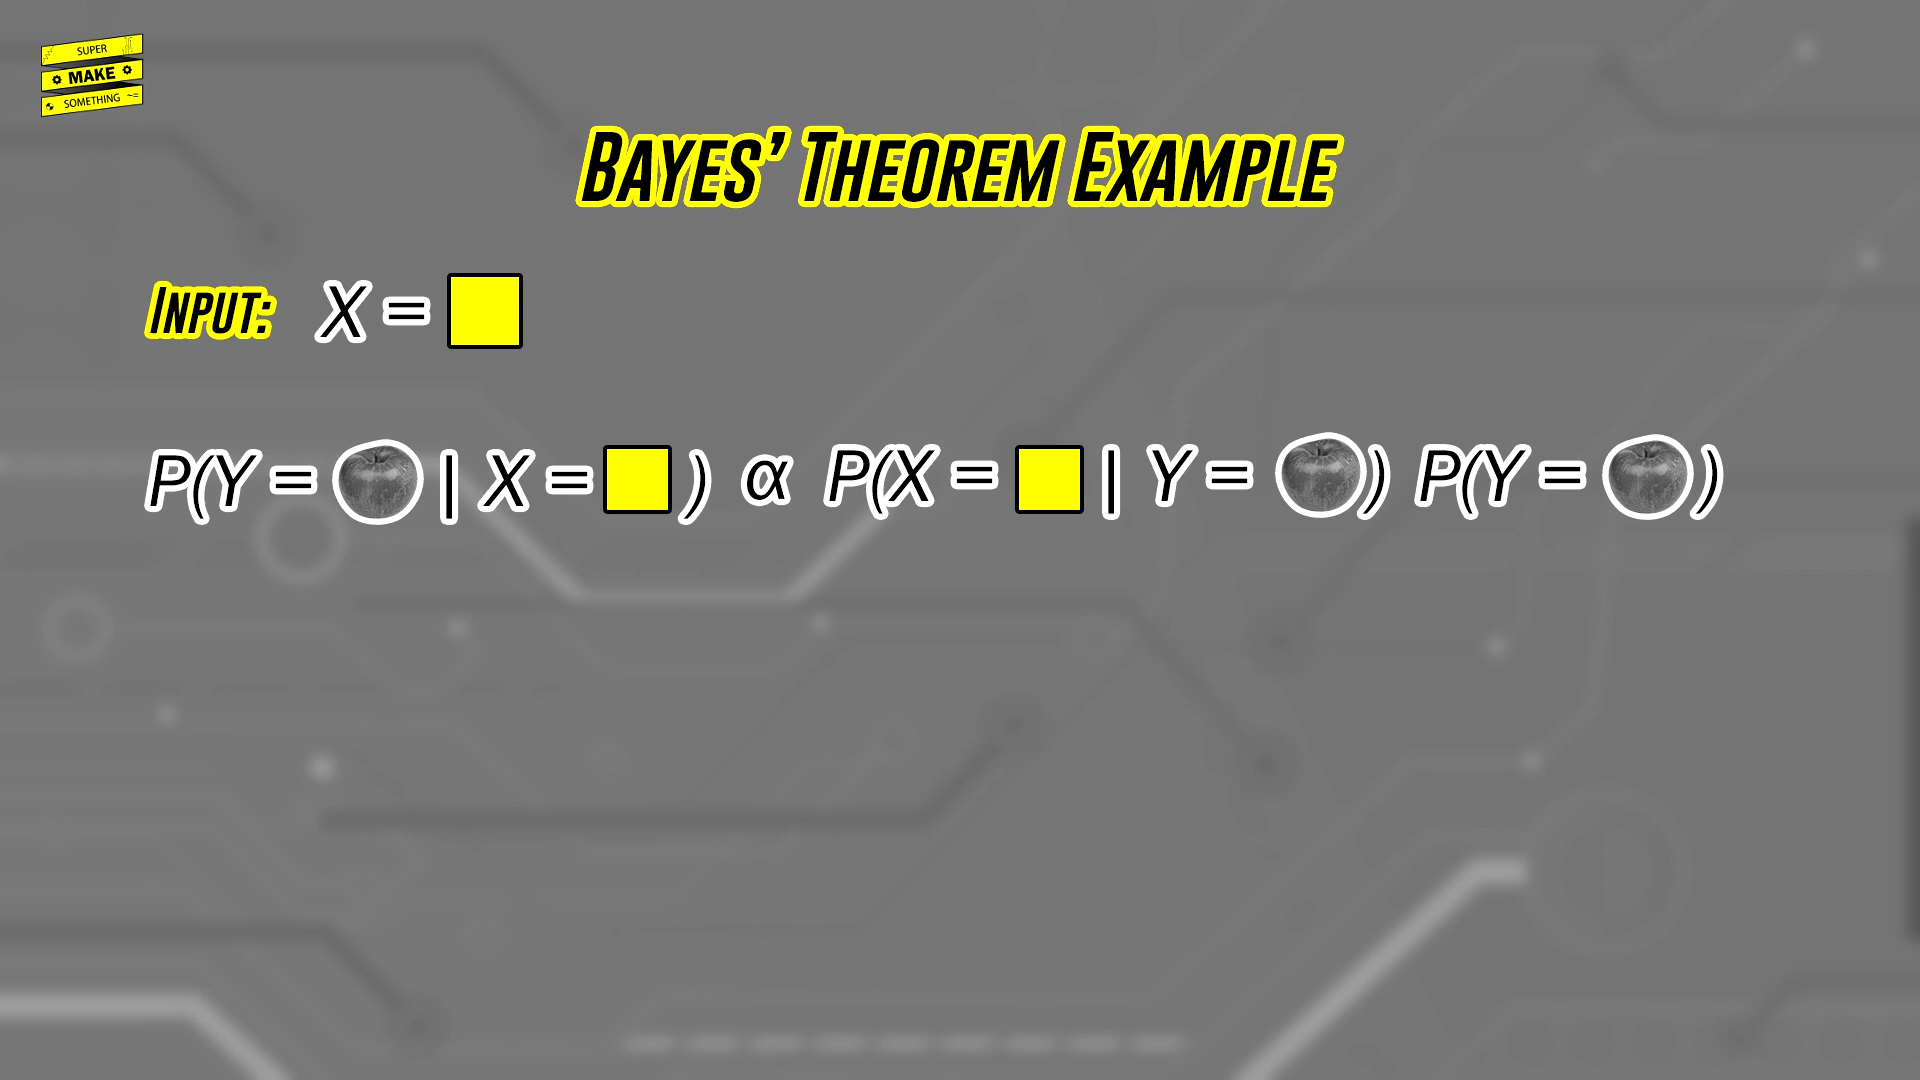 SUPER
MAKE
SOMETHING
BAYES' THEOREM EXAMPLE
INPUT: X =
P(Y = | X = ) α P(X = | Y = ) P(Y = )